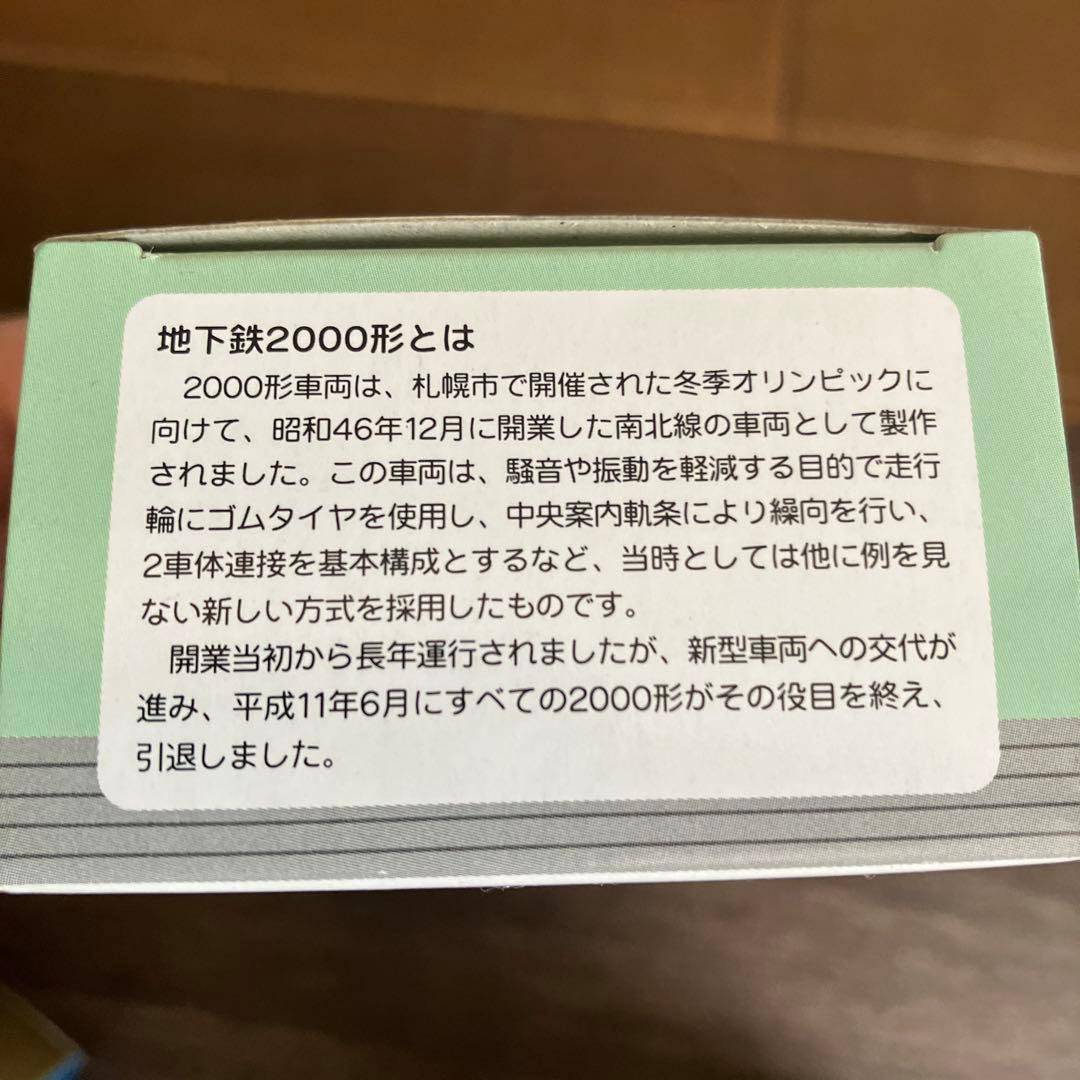 地下鉄2000形とは
2000形車両は、札幌市で開催された冬季オリンピックに
向けて、昭和46年12月に開業した南北線の車両として製作
されました。この車両は、騒音や振動を軽減する目的で走行
輪にゴムタイヤを使用し、中央案内軌条により繰向を行い、
2車体連接を基本構成とするなど、当時としては他に例を見
ない新しい方式を採用したものです。
開業当初から長年運行されましたが、新型車両への交代が
進み、平成11年6月にすべての2000形がその役目を終え、
引退しました。